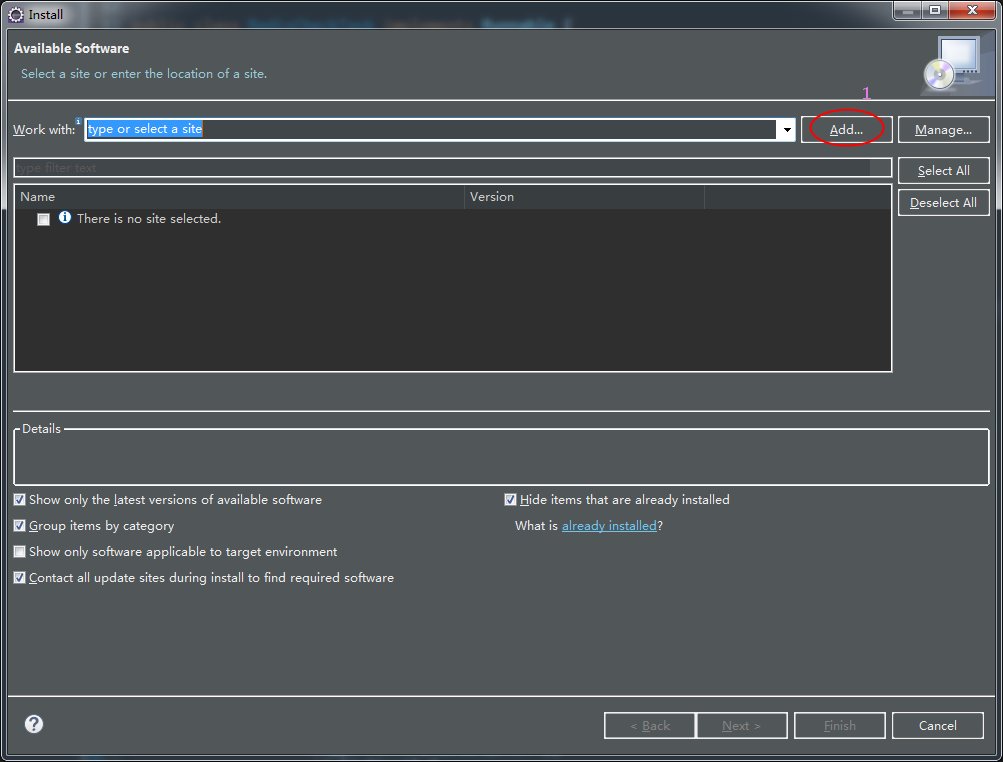 Install
Available Software
Select a site or enter the location of a site.
1
Work with: type or select a site Add... Manage...
type filter text Select All
Name Version Deselect All
There is no site selected.
Details
Show only the latest versions of available software Hide items that are already installed
Group items by category What is already installed?
Show only software applicable to target environment
Contact all update sites during install to find required software
< Back Next > Finish Cancel